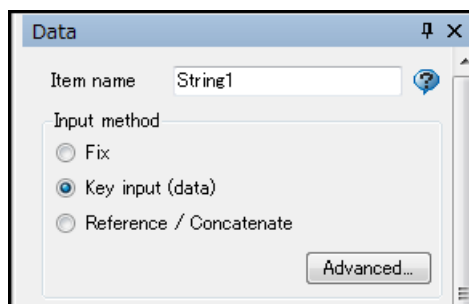 Data
Item name String1
Input method
Fix
Key input (data)
Reference / Concatenate
Advanced...